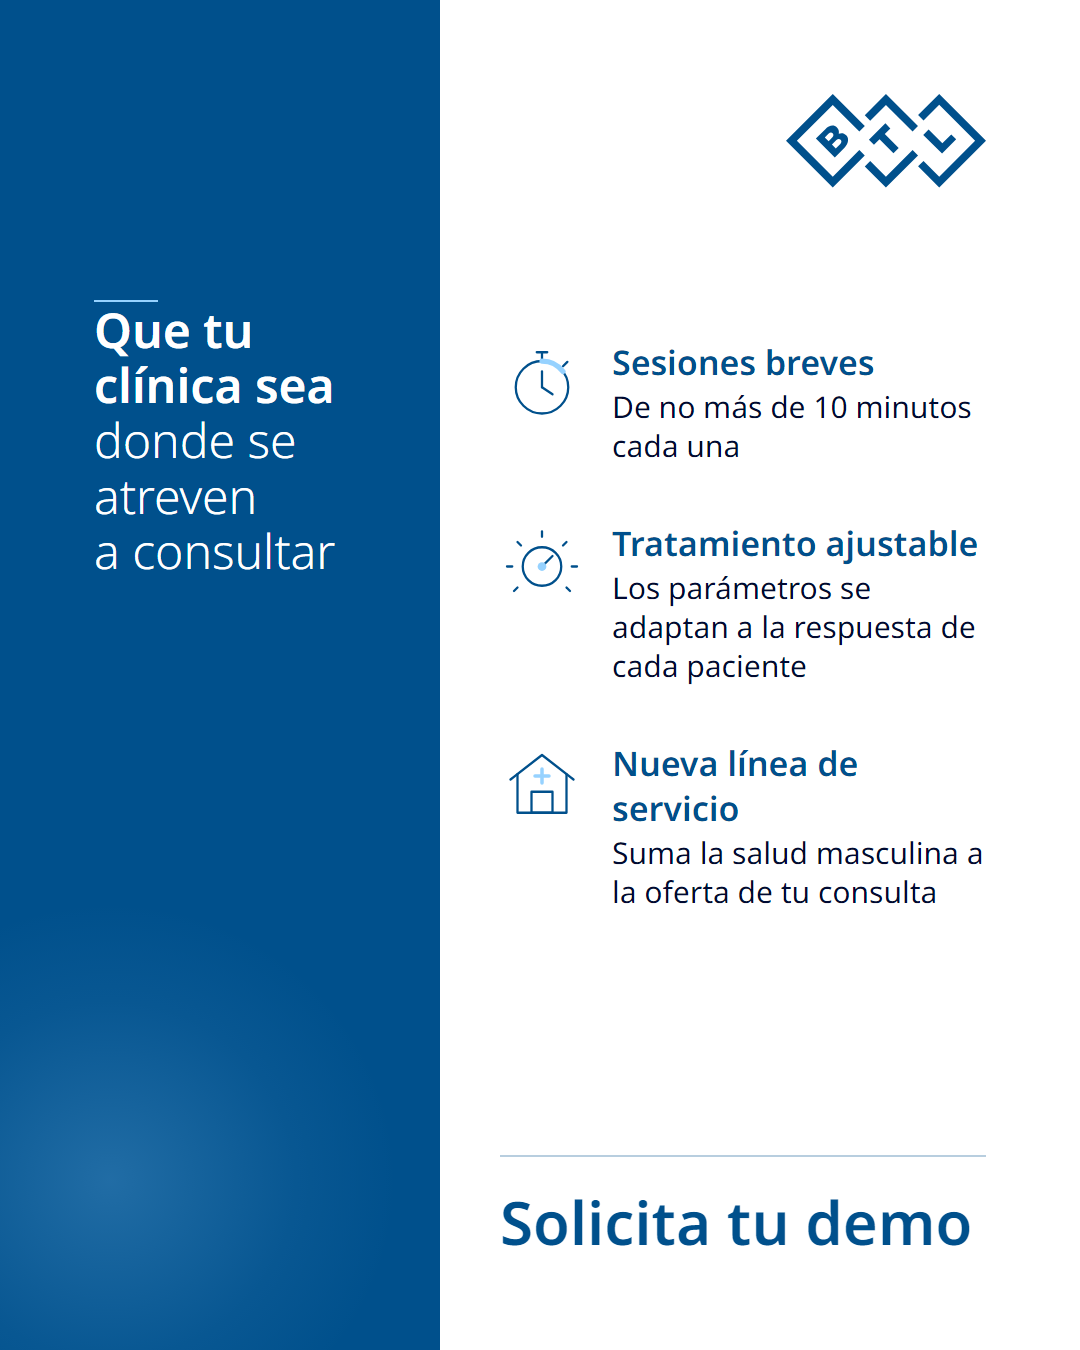 BTL
Que tu
clínica sea
donde se
atreven
a consultar
Sesiones breves
De no más de 10 minutos
cada una
Tratamiento ajustable
Los parámetros se
adaptan a la respuesta de
cada paciente
Nueva línea de
servicio
Suma la salud masculina a
la oferta de tu consulta
Solicita tu demo